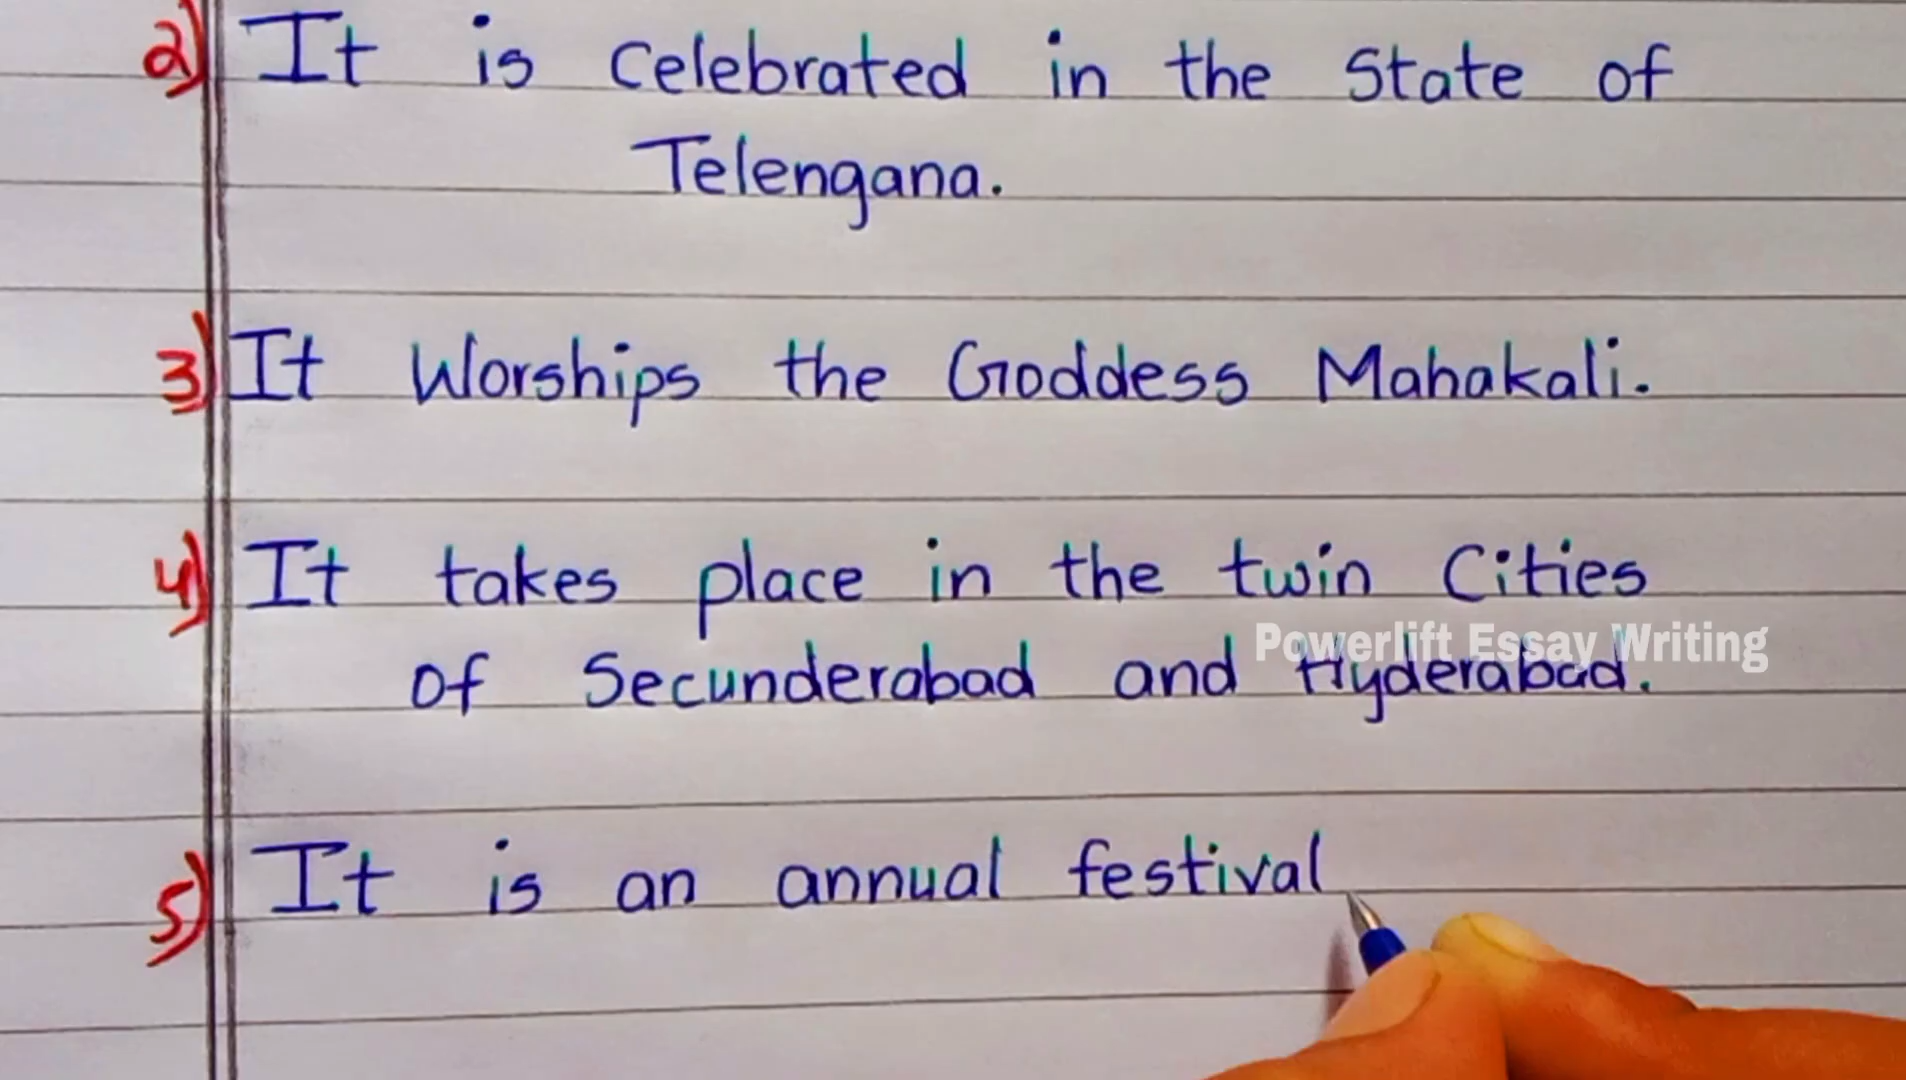 2) It is Celebrated in the State of
Telengana.
3) It Worships the Goddess Mahakali.
4) It takes place in the twin Cities
Powerlift Essay Writing
of Secunderabad and Hyderabad.
5) It is an annual festival